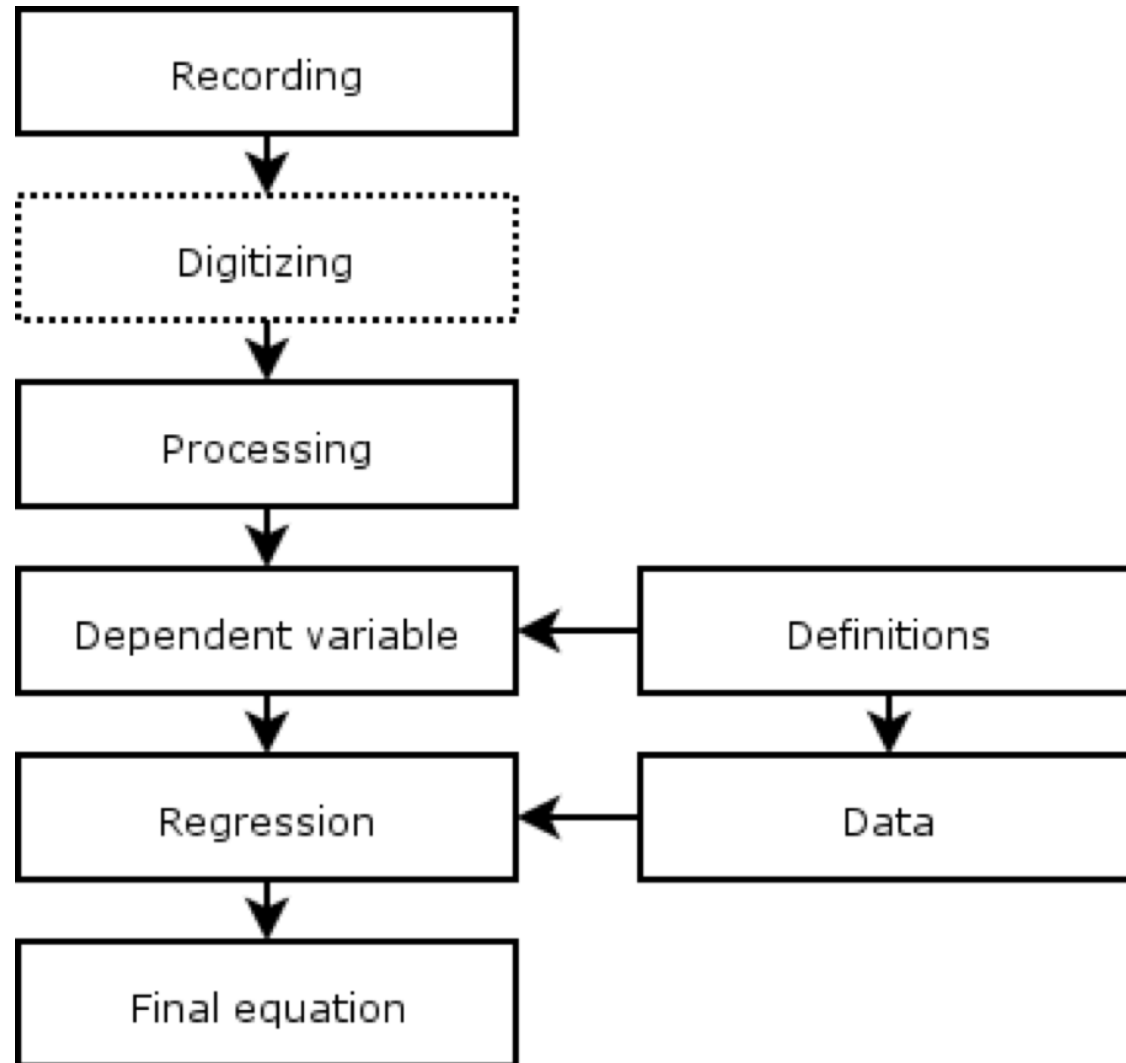 Recording
Digitizing
Processing
Dependent variable
Definitions
Regression
Data
Final equation